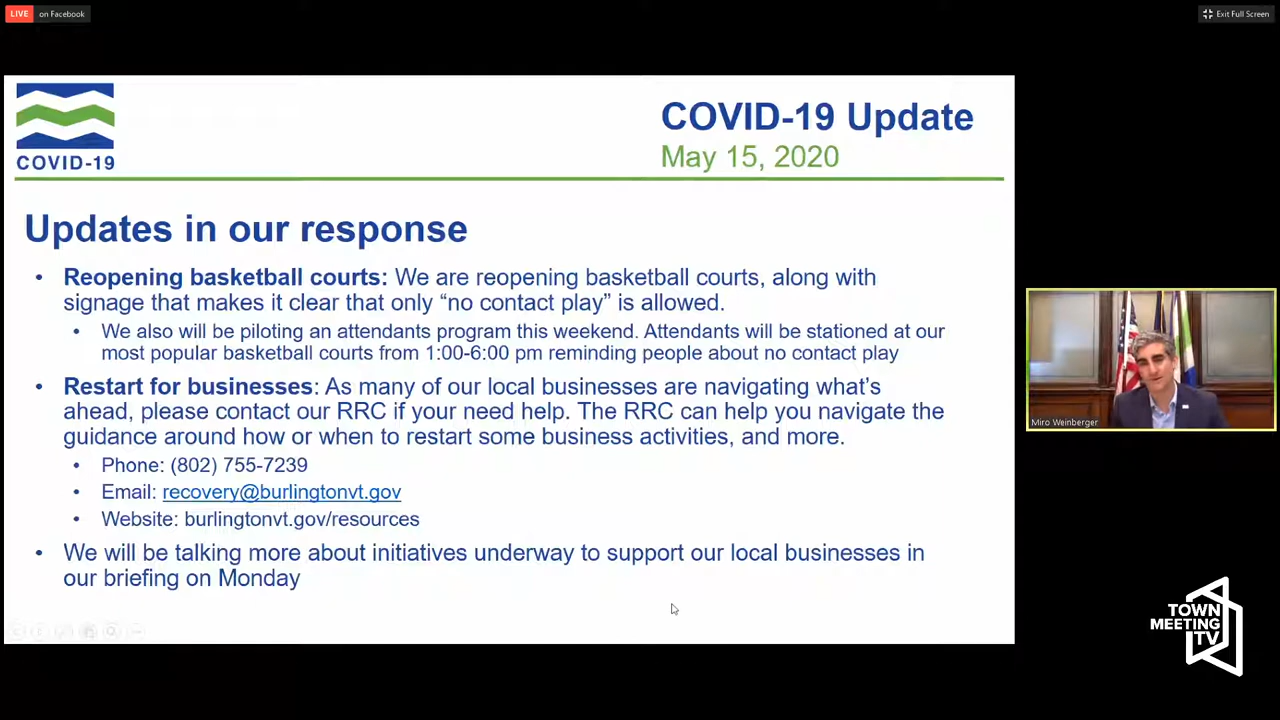 LIVE on Facebook
Exit Full Screen
COVID-19
COVID-19 Update
May 15, 2020
Updates in our response
• Reopening basketball courts: We are reopening basketball courts, along with
signage that makes it clear that only “no contact play” is allowed.
• We also will be piloting an attendants program this weekend. Attendants will be stationed at our
most popular basketball courts from 1:00-6:00 pm reminding people about no contact play
• Restart for businesses: As many of our local businesses are navigating what’s
ahead, please contact our RRC if your need help. The RRC can help you navigate the
guidance around how or when to restart some business activities, and more.
• Phone: (802) 755-7239
• Email: recovery@burlingtonvt.gov
• Website: burlingtonvt.gov/resources
• We will be talking more about initiatives underway to support our local businesses in
our briefing on Monday
Miro Weinberger
TOWN
MEETING
TV